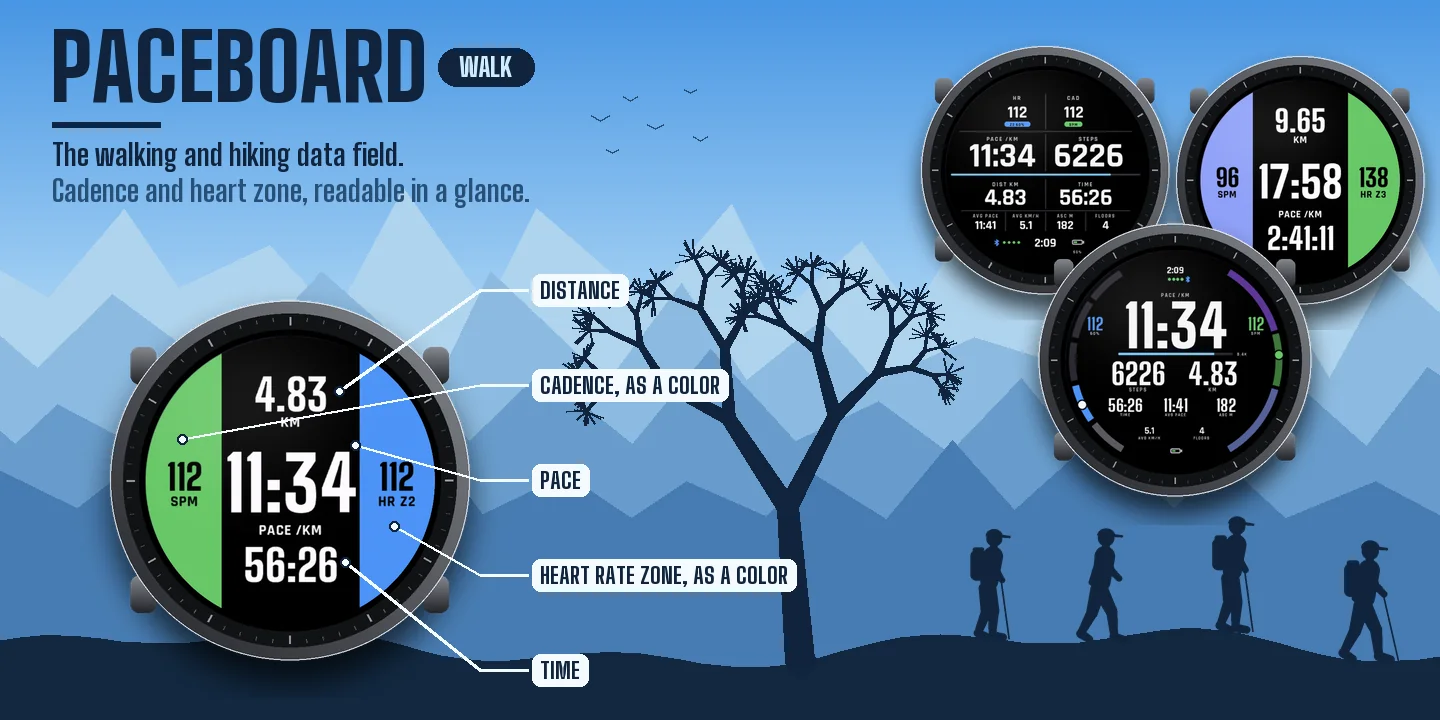 PACEBOARD
WALK
The walking and hiking data field.
Cadence and heart zone, readable in a glance.
DISTANCE
CADENCE, AS A COLOR
PACE
HEART RATE ZONE, AS A COLOR
TIME
4.83
KM
112
SPM
11:34
112
HR Z2
PACE /KM
56:26
HR CAD
112 112
SPM
PACE /KM STEPS
11:34 6226
DIST KM TIME
4.83 56:26
AVG PACE AVG KM/H ASC M FLOORS
11:41 5.1 182 4
2:09
9.65
KM
96
SPM
17:58
138
HR Z3
PACE /KM
2:41:11
2:09
PACE /KM
112
11:34
112
SPM
6226 4.83
STEPS KM
56:26 11:41 182
TIME AVG PACE ASC M
5.1 4
AVG KM/H FLOORS